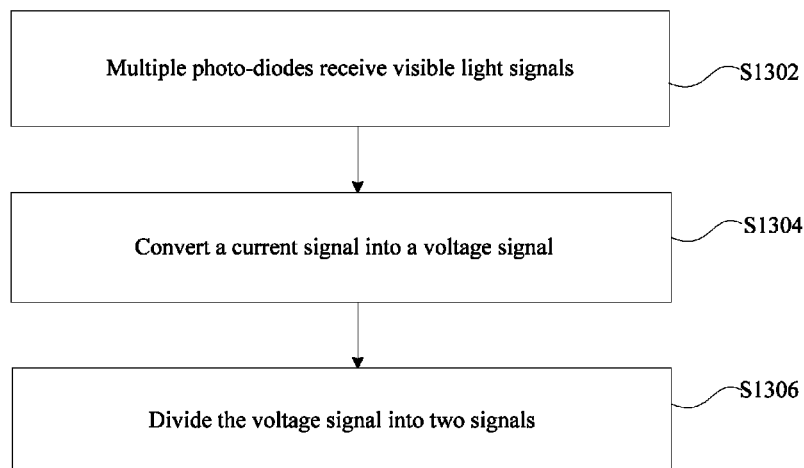 Multiple photo-diodes receive visible light signals
S1302
Convert a current signal into a voltage signal
S1304
Divide the voltage signal into two signals
S1306